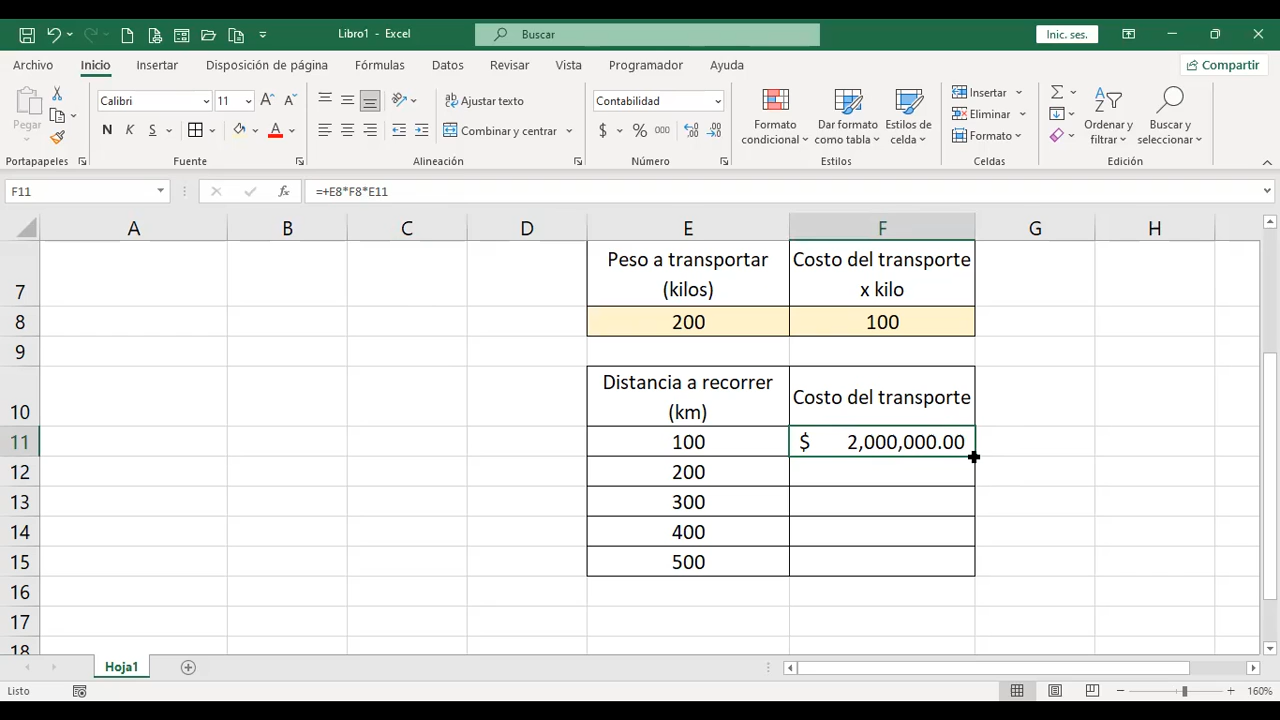 Libro1 - Excel
Buscar
Inic. ses.
Archivo
Inicio
Insertar
Disposición de página
Fórmulas
Datos
Revisar
Vista
Programador
Ayuda
Compartir
Pegar
Portapapeles
Calibri
11
N K S
A
Fuente
Ajustar texto
Combinar y centrar
Alineación
Contabilidad
$ % 000
Número
Formato
condicional
Dar formato
como tabla
Estilos de
celda
Estilos
Insertar
Eliminar
Formato
Celdas
Ordenar y
filtrar
Buscar y
seleccionar
Edición
F11
fx
=+E8*F8*E11
A B C D E F G H
7
Peso a transportar
(kilos)
Costo del transporte
x kilo
8 200 100
9
10
Distancia a recorrer
(km)
Costo del transporte
11 100 $ 2,000,000.00
12 200
13 300
14 400
15 500
16
17
18
Hoja1
Listo
160%